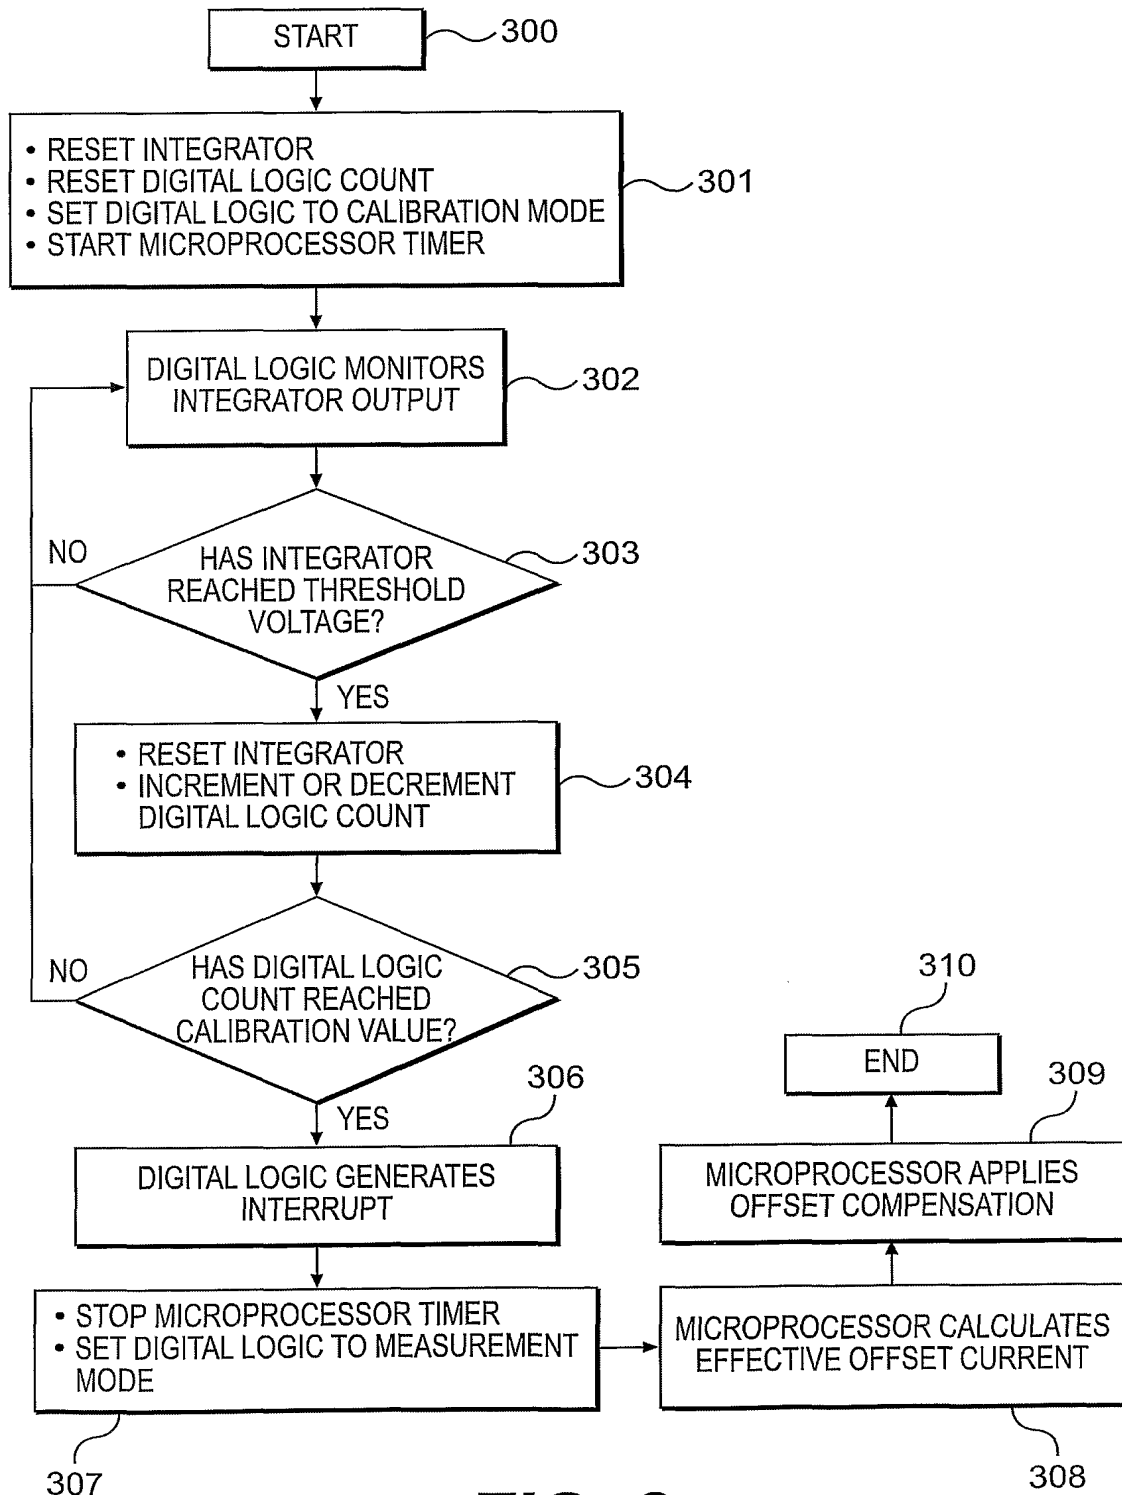 START
300
• RESET INTEGRATOR
• RESET DIGITAL LOGIC COUNT
• SET DIGITAL LOGIC TO CALIBRATION MODE
• START MICROPROCESSOR TIMER
301
DIGITAL LOGIC MONITORS
INTEGRATOR OUTPUT
302
NO
HAS INTEGRATOR
REACHED THRESHOLD
VOLTAGE?
303
YES
• RESET INTEGRATOR
• INCREMENT OR DECREMENT
DIGITAL LOGIC COUNT
304
NO
HAS DIGITAL LOGIC
COUNT REACHED
CALIBRATION VALUE?
305
YES
306
DIGITAL LOGIC GENERATES
INTERRUPT
• STOP MICROPROCESSOR TIMER
• SET DIGITAL LOGIC TO MEASUREMENT
MODE
307
MICROPROCESSOR CALCULATES
EFFECTIVE OFFSET CURRENT
308
MICROPROCESSOR APPLIES
OFFSET COMPENSATION
309
END
310